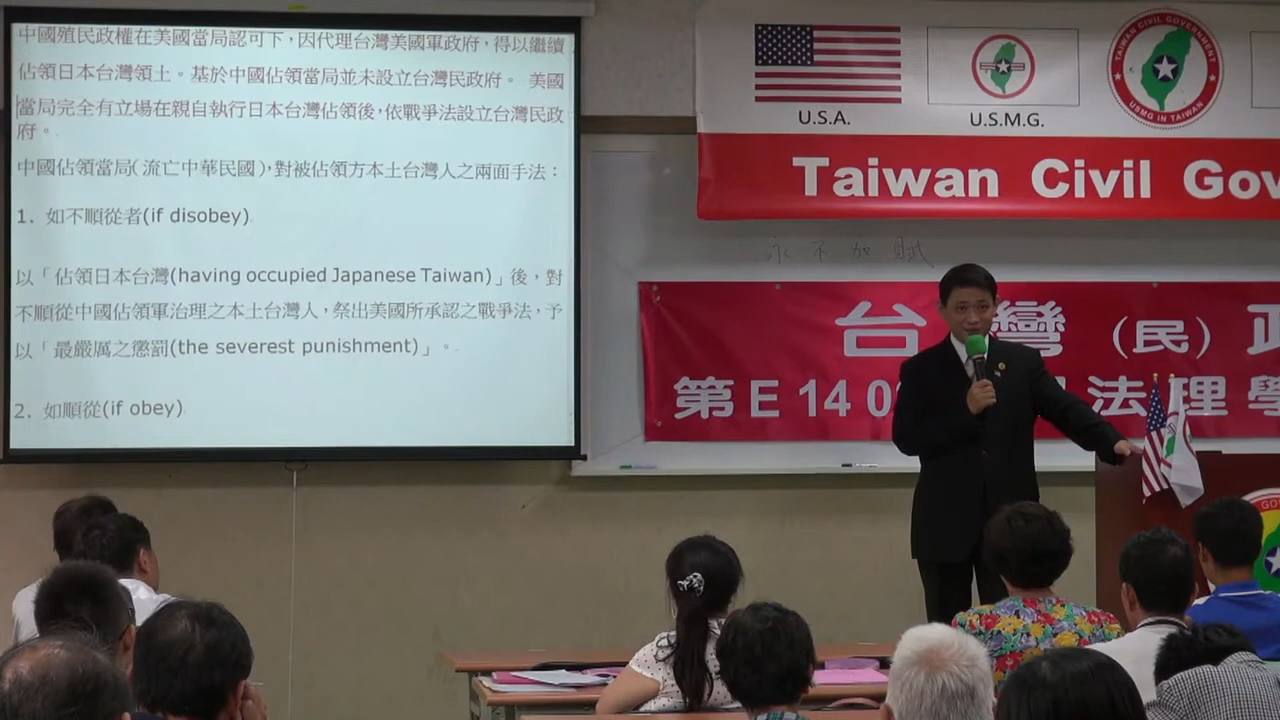 中國殖民政權在美國當局認可下，因代理台灣美國軍政府，得以繼續
佔領日本台灣領土。基於中國佔領當局並未設立台灣民政府。 美國
當局完全有立場在親自執行日本台灣佔領後，依戰爭法設立台灣民政
府。
中國佔領當局(流亡中華民國)，對被佔領方本土台灣人之兩面手法：
1. 如不順從者(if disobey)
以「佔領日本台灣(having occupied Japanese Taiwan)」後，對
不順從中國佔領軍治理之本土台灣人，祭出美國所承認之戰爭法，予
以「最嚴厲之懲罰(the severest punishment)」。
2. 如順從(if obey)
U.S.A.
U.S.M.G.
TAIWAN CIVIL GOVERNMENT
USMG IN TAIWAN
Taiwan Civil Gov
永不加賦
台灣（民）政
第E 14 0 法理學